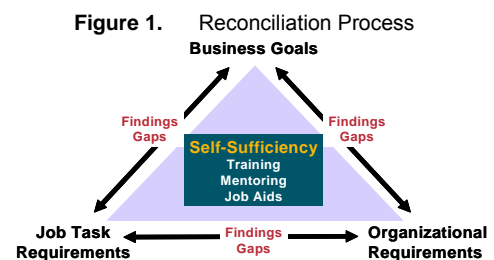 Figure 1. Reconciliation Process
Business Goals
Findings
Gaps
Findings
Gaps
Self-Sufficiency
Training
Mentoring
Job Aids
Job Task
Requirements
Findings
Gaps
Organizational
Requirements